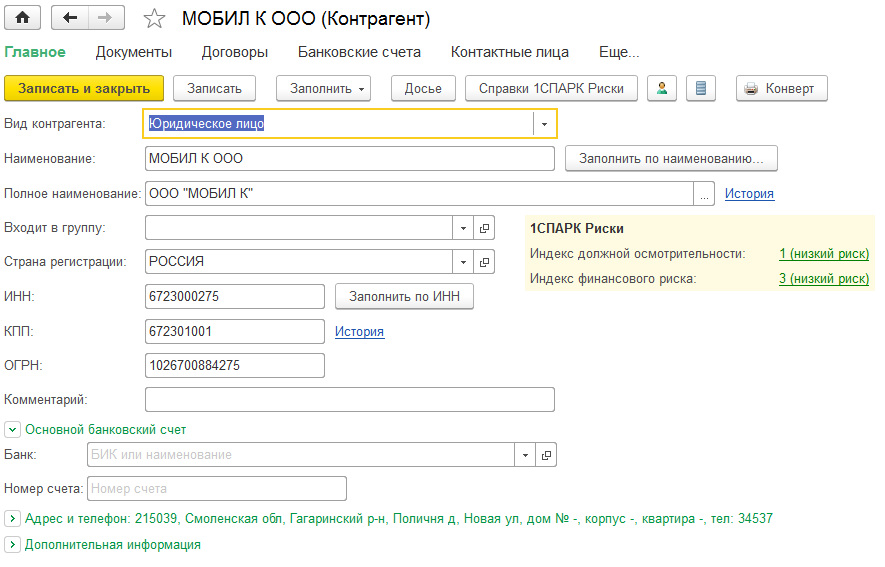 МОБИЛ К ООО (Контрагент)
Главное Документы Договоры Банковские счета Контактные лица Еще...
Записать и закрыть Записать Заполнить Досье Справки 1СПАРК Риски Конверт
Вид контрагента: Юридическое лицо
Наименование: МОБИЛ К ООО Заполнить по наименованию...
Полное наименование: ООО "МОБИЛ К" ... История
Входит в группу:
1СПАРК Риски
Индекс должной осмотрительности: 1 (низкий риск)
Индекс финансового риска: 3 (низкий риск)
Страна регистрации: РОССИЯ
ИНН: 6723000275 Заполнить по ИНН
КПП: 672301001 История
ОГРН: 1026700884275
Комментарий:
Основной банковский счет
Банк: БИК или наименование
Номер счета: Номер счета
Адрес и телефон: 215039, Смоленская обл, Гагаринский р-н, Поличня д, Новая ул, дом № -, корпус -, квартира -, тел: 34537
Дополнительная информация